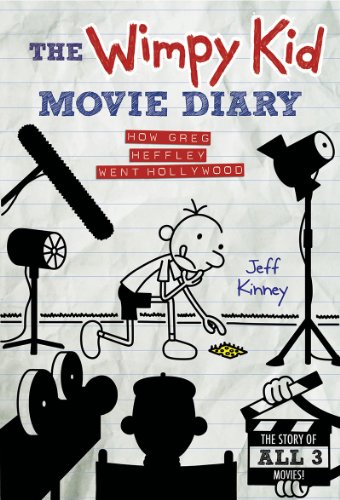 THE Wimpy Kid
MOVIE DIARY
HOW GREG
HEFFLEY
WENT HOLLYWOOD
Jeff
Kinney
THE STORY OF
ALL 3
MOVIES!